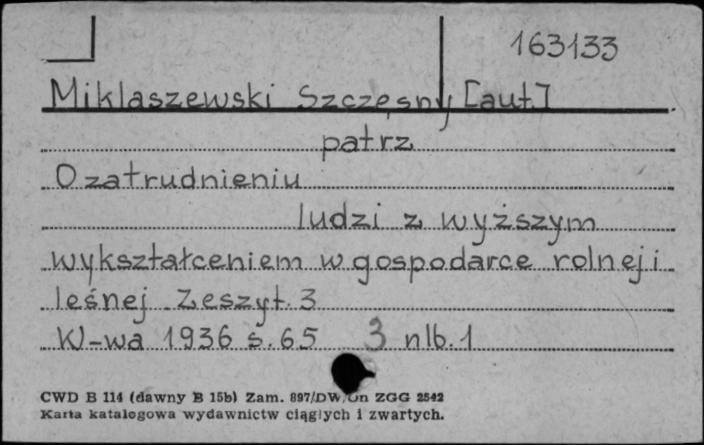 163133
Miklaszewski Szczęsny [aut]
patrz
O zatrudnieniu
ludzi z wyższym
wykształceniem w gospodarce rolnej i
leśnej. Zeszyt. 3
W-wa 1936 s. 65 3 nlb. 1
CWD B 114 (dawny B 15b) Zam. 897/DW/Dn ZGG 2542
Karta katalogowa wydawnictw ciągłych i zwartych.